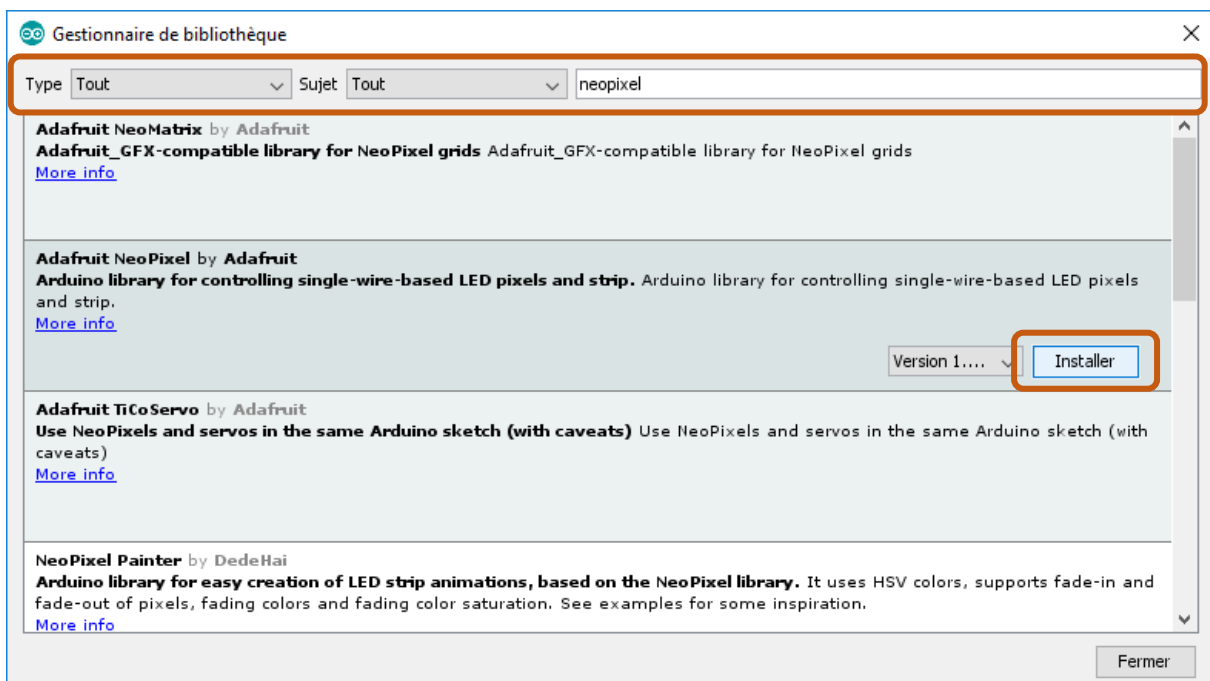 Gestionnaire de bibliothèque
Type Tout Sujet Tout neopixel
Adafruit NeoMatrix by Adafruit
Adafruit_GFX-compatible library for NeoPixel grids Adafruit_GFX-compatible library for NeoPixel grids
More info
Adafruit NeoPixel by Adafruit
Arduino library for controlling single-wire-based LED pixels and strip. Arduino library for controlling single-wire-based LED pixels
and strip.
More info
Version 1.... Installer
Adafruit TiCoServo by Adafruit
Use NeoPixels and servos in the same Arduino sketch (with caveats) Use NeoPixels and servos in the same Arduino sketch (with
caveats)
More info
NeoPixel Painter by DedeHai
Arduino library for easy creation of LED strip animations, based on the NeoPixel library. It uses HSV colors, supports fade-in and
fade-out of pixels, fading colors and fading color saturation. See examples for some inspiration.
More info
Fermer